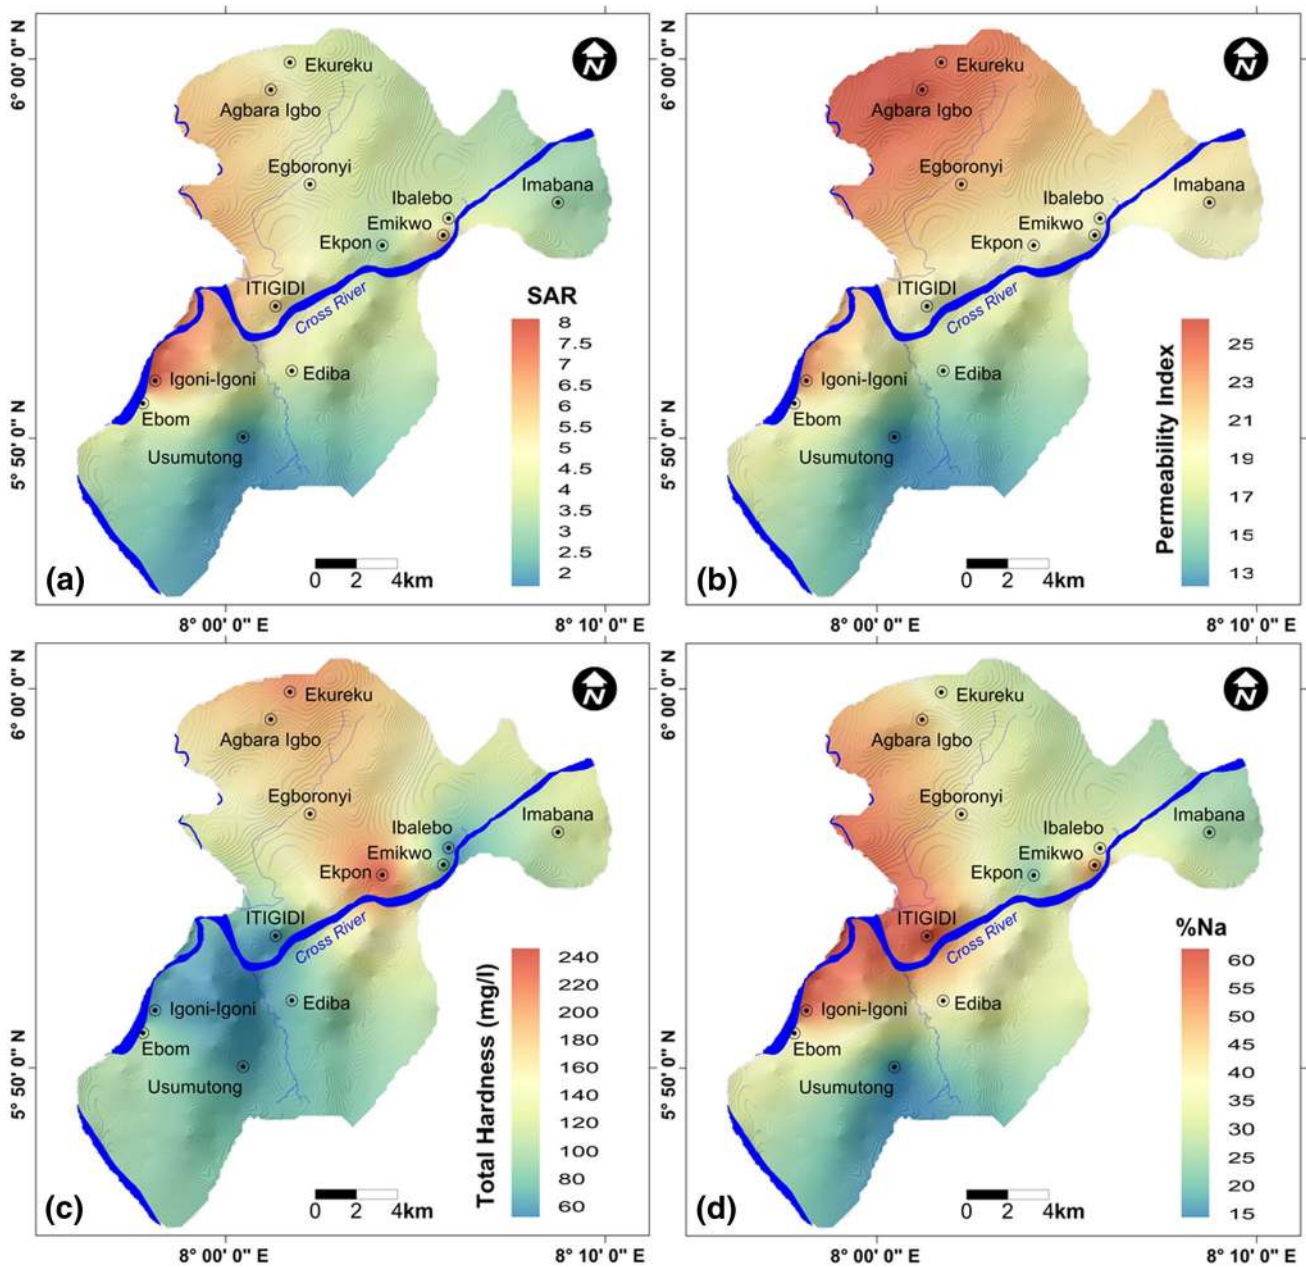 6° 00' 0" N
5° 50' 0" N
N
Ekureku
Agbara Igbo
Egboronyi
Ibalebo
Imabana
Emikwo
Ekpon
ITIGIDI
Cross River
Igoni-Igoni
Ediba
Ebom
Usumutong
SAR
8
7.5
7
6.5
6
5.5
5
4.5
4
3.5
3
2.5
2
0 2 4km
(a)
8° 00' 0" E
8° 10' 0" E
N
Ekureku
Agbara Igbo
Egboronyi
Ibalebo
Imabana
Emikwo
Ekpon
ITIGIDI
Cross River
Igoni-Igoni
Ediba
Ebom
Usumutong
Permeability Index
25
23
21
19
17
15
13
0 2 4km
(b)
5° 50' 0" N
6° 00' 0" N
8° 00' 0" E
8° 10' 0" E
6° 00' 0" N
5° 50' 0" N
N
Ekureku
Agbara Igbo
Egboronyi
Ibalebo
Imabana
Emikwo
Ekpon
ITIGIDI
Cross River
Igoni-Igoni
Ediba
Ebom
Usumutong
Total Hardness (mg/l)
240
220
200
180
160
140
120
100
80
60
0 2 4km
(c)
8° 00' 0" E
8° 10' 0" E
6° 00' 0" N
5° 50' 0" N
N
Ekureku
Agbara Igbo
Egboronyi
Ibalebo
Imabana
Emikwo
Ekpon
ITIGIDI
Cross River
Igoni-Igoni
Ediba
Ebom
Usumutong
%Na
60
55
50
45
40
30
25
20
15
0 2 4km
(d)
8° 00' 0" E
8° 10' 0" E